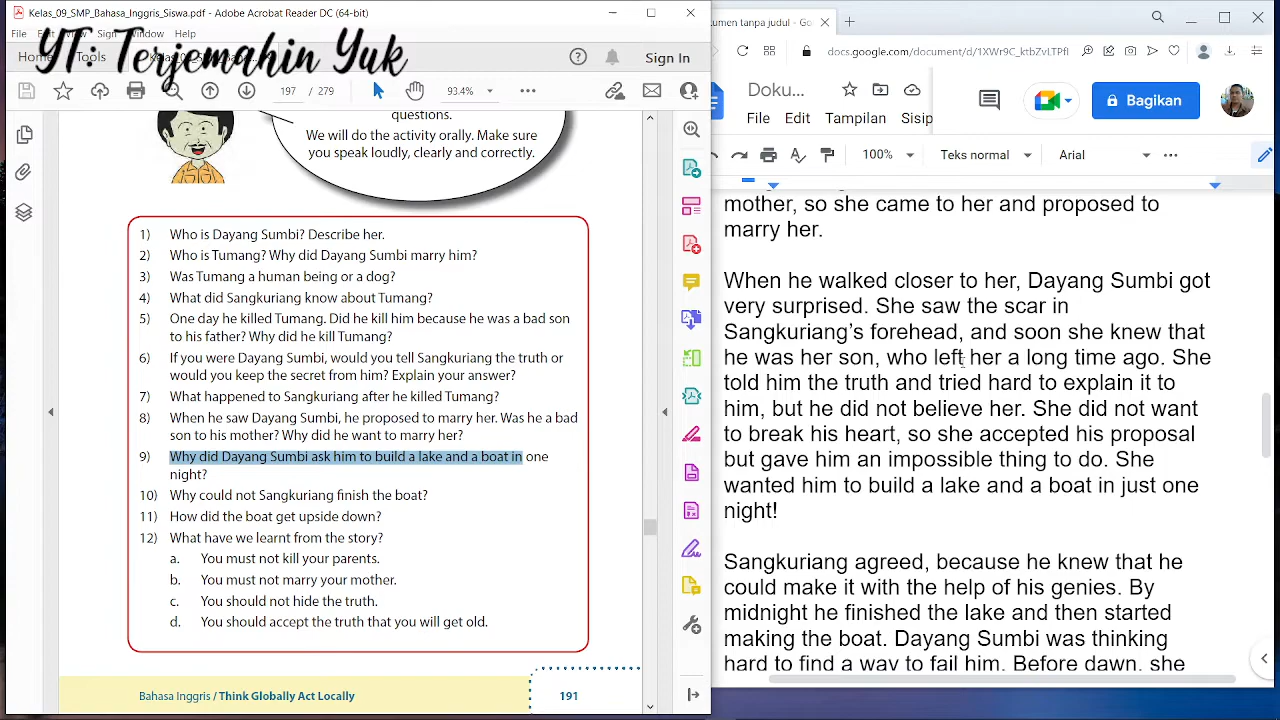 Kelas_09_SMP_Bahasa_Inggris_Siswa.pdf - Adobe Acrobat Reader DC (64-bit)
File Edit View Sign Window Help
YT: Terjemahin Yuk
Home Tools
Sign In
197 / 279
93.4%
questions.
We will do the activity orally. Make sure
you speak loudly, clearly and correctly.
1) Who is Dayang Sumbi? Describe her.
2) Who is Tumang? Why did Dayang Sumbi marry him?
3) Was Tumang a human being or a dog?
4) What did Sangkuriang know about Tumang?
5) One day he killed Tumang. Did he kill him because he was a bad son
to his father? Why did he kill Tumang?
6) If you were Dayang Sumbi, would you tell Sangkuriang the truth or
would you keep the secret from him? Explain your answer?
7) What happened to Sangkuriang after he killed Tumang?
8) When he saw Dayang Sumbi, he proposed to marry her. Was he a bad
son to his mother? Why did he want to marry her?
9) Why did Dayang Sumbi ask him to build a lake and a boat in one
night?
10) Why could not Sangkuriang finish the boat?
11) How did the boat get upside down?
12) What have we learnt from the story?
a. You must not kill your parents.
b. You must not marry your mother.
c. You should not hide the truth.
d. You should accept the truth that you will get old.
Bahasa Inggris / Think Globally Act Locally
191
umen tanpa judul - Go
docs.google.com/document/d/1XWr9C_ktbZvLTPfl
Doku
File Edit Tampilan Sisip
Bagikan
100% Teks normal Arial
mother, so she came to her and proposed to
marry her.
When he walked closer to her, Dayang Sumbi got
very surprised. She saw the scar in
Sangkuriang's forehead, and soon she knew that
he was her son, who left her a long time ago. She
told him the truth and tried hard to explain it to
him, but he did not believe her. She did not want
to break his heart, so she accepted his proposal
but gave him an impossible thing to do. She
wanted him to build a lake and a boat in just one
night!
Sangkuriang agreed, because he knew that he
could make it with the help of his genies. By
midnight he finished the lake and then started
making the boat. Dayang Sumbi was thinking
hard to find a way to fail him. Before dawn, she